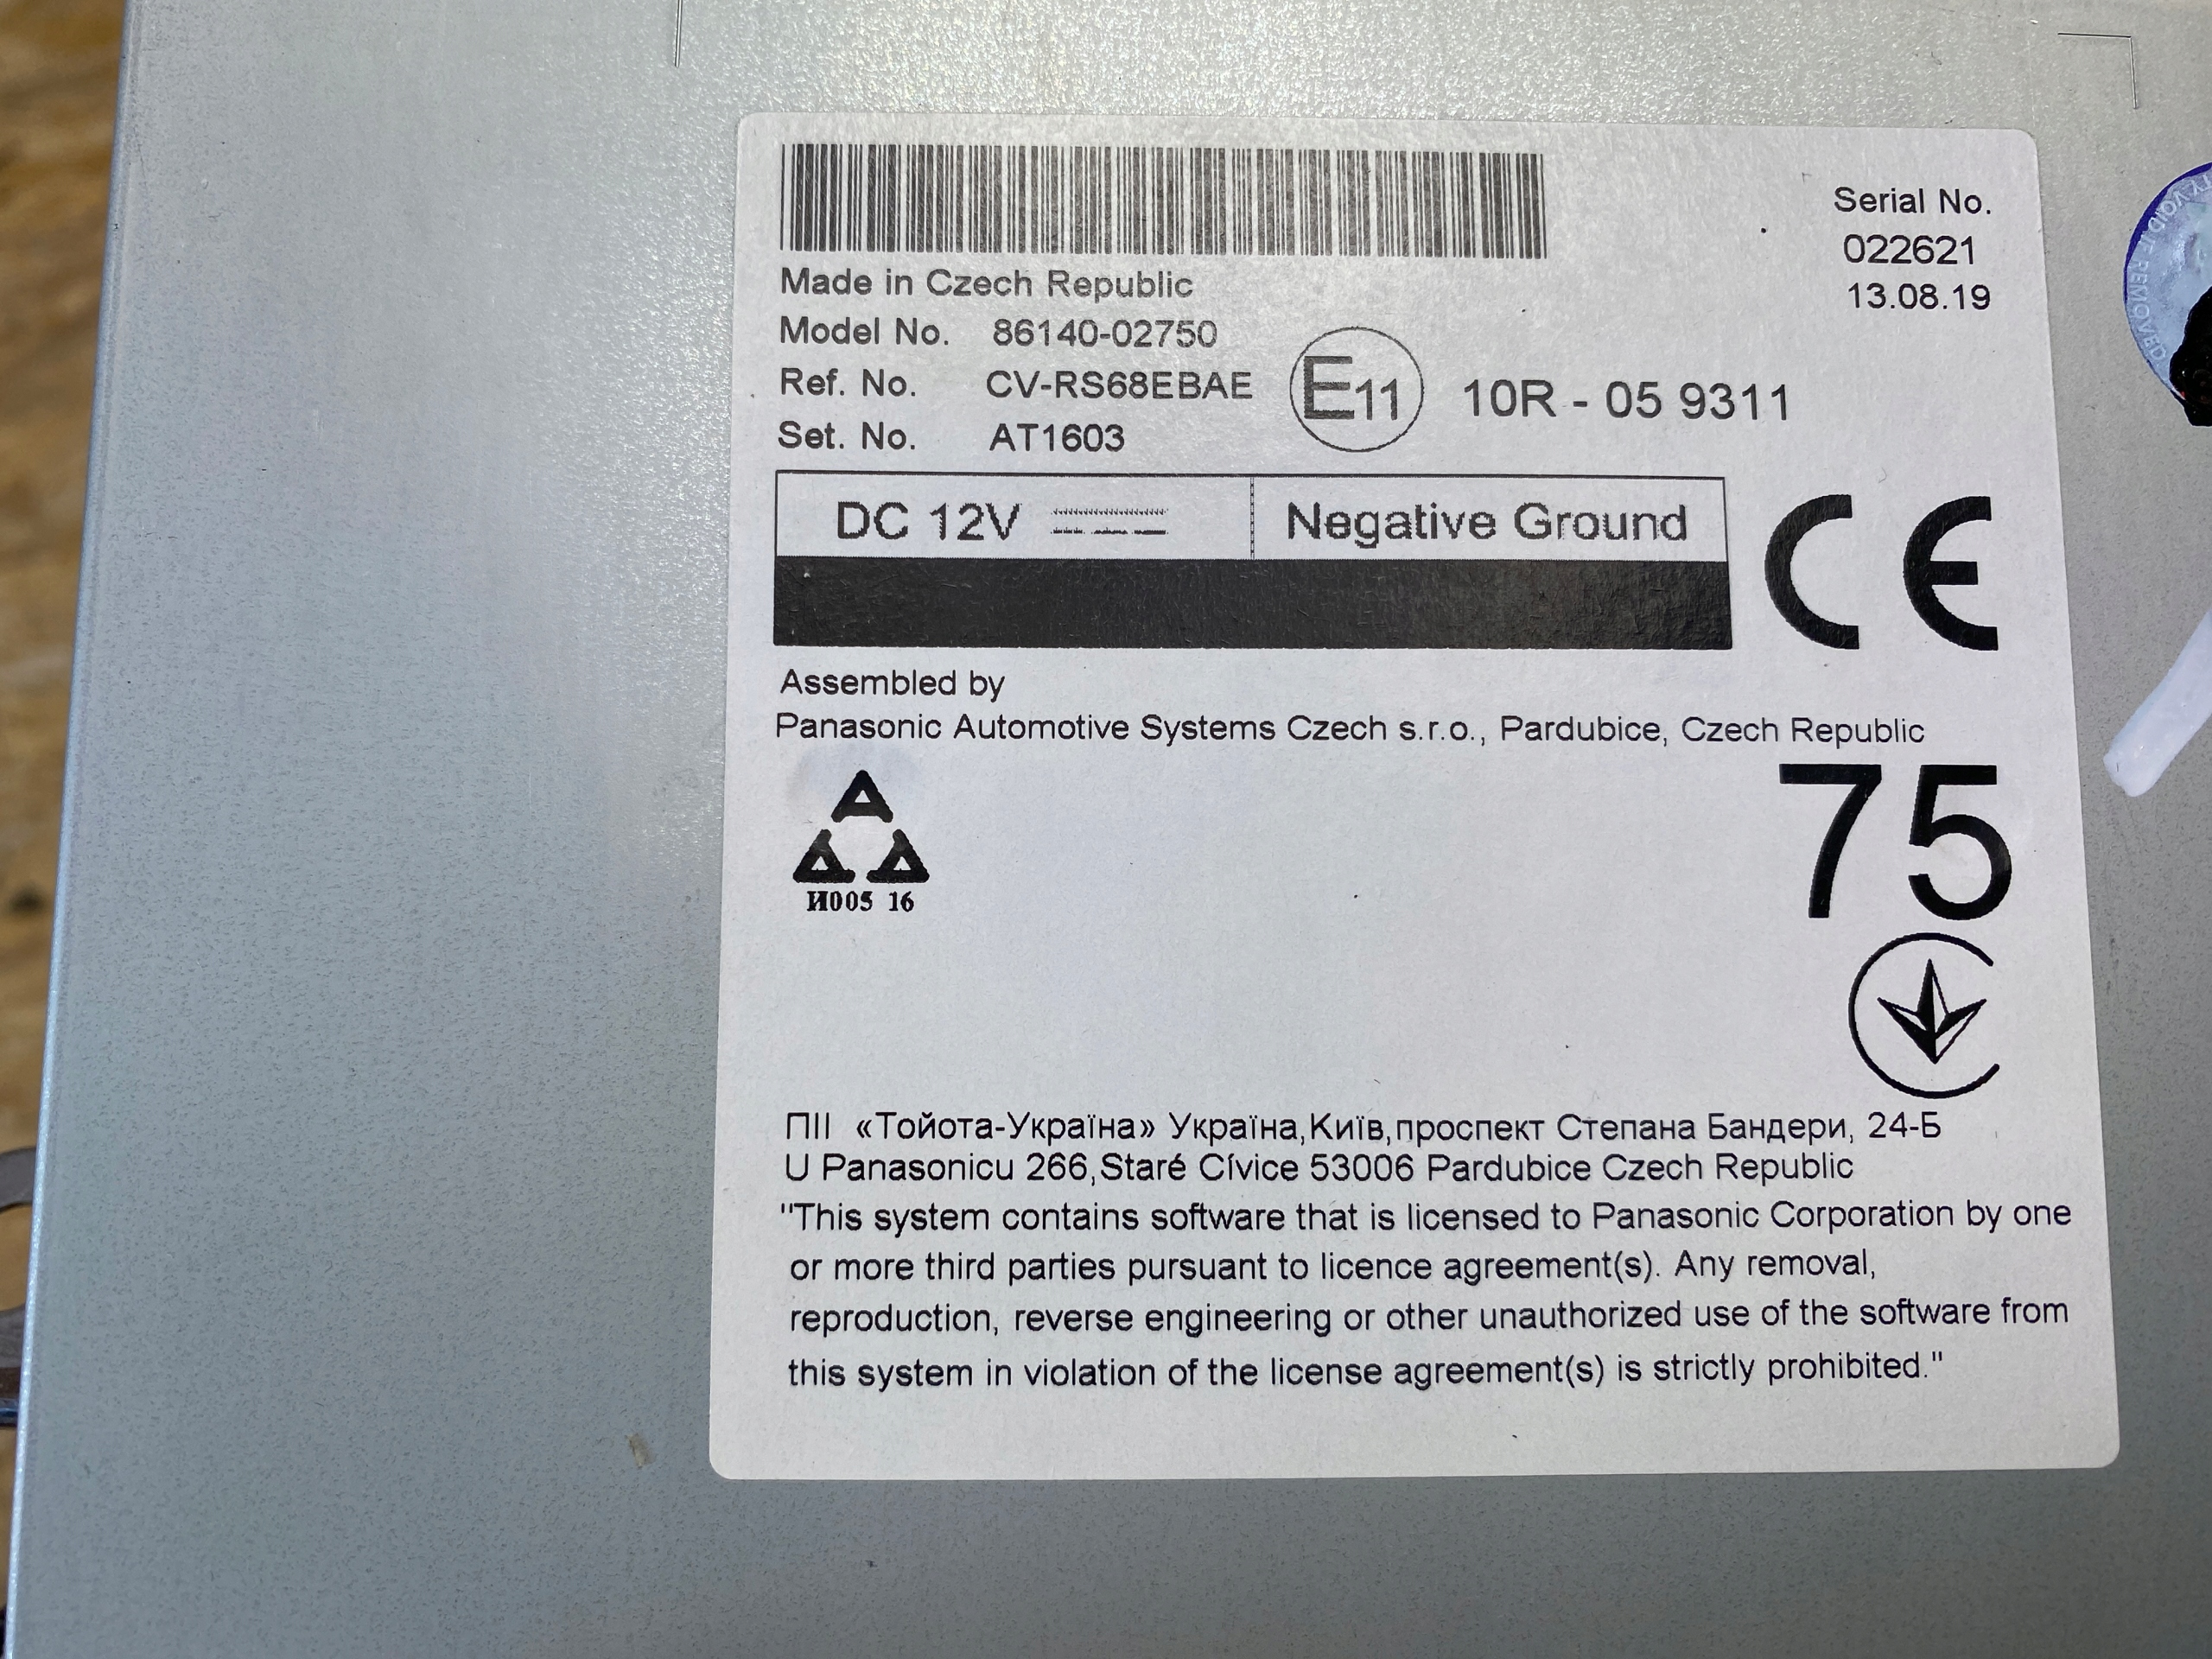 Serial No.
022621
13.08.19
Made in Czech Republic
Model No. 86140-02750
Ref. No. CV-RS68EBAE
Set. No. AT1603
E11 10R - 05 9311
DC 12V
Negative Ground
CE
Assembled by
Panasonic Automotive Systems Czech s.r.o., Pardubice, Czech Republic
И005 16
75
ПІІ «Тойота-Україна» Україна,Київ,проспект Степана Бандери, 24-Б
U Panasonicu 266,Staré Cívice 53006 Pardubice Czech Republic
"This system contains software that is licensed to Panasonic Corporation by one
or more third parties pursuant to licence agreement(s). Any removal,
reproduction, reverse engineering or other unauthorized use of the software from
this system in violation of the license agreement(s) is strictly prohibited."
VOID IF REMOVED